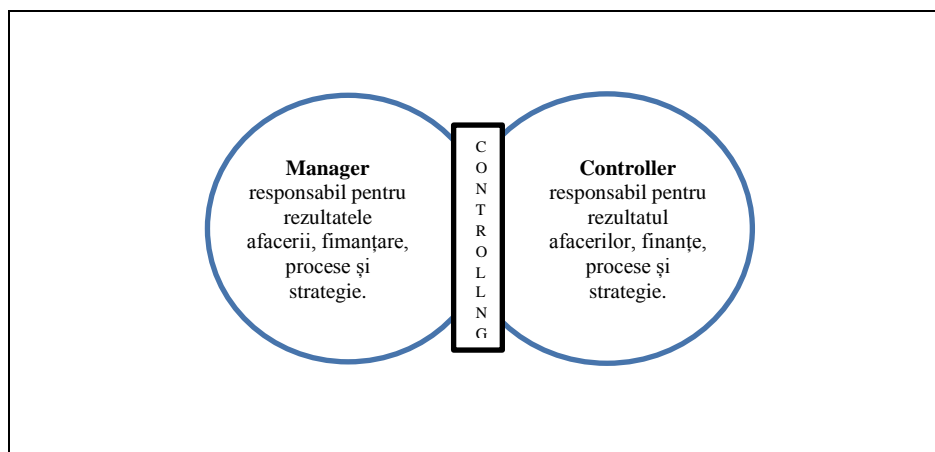 Manager
responsabil pentru
rezultatele
afacerii, fimanțare,
procese și
strategie.
C
O
N
T
R
O
L
L
N
G
Controller
responsabil pentru
rezultatul
afacerilor, finanțe,
procese și
strategie.